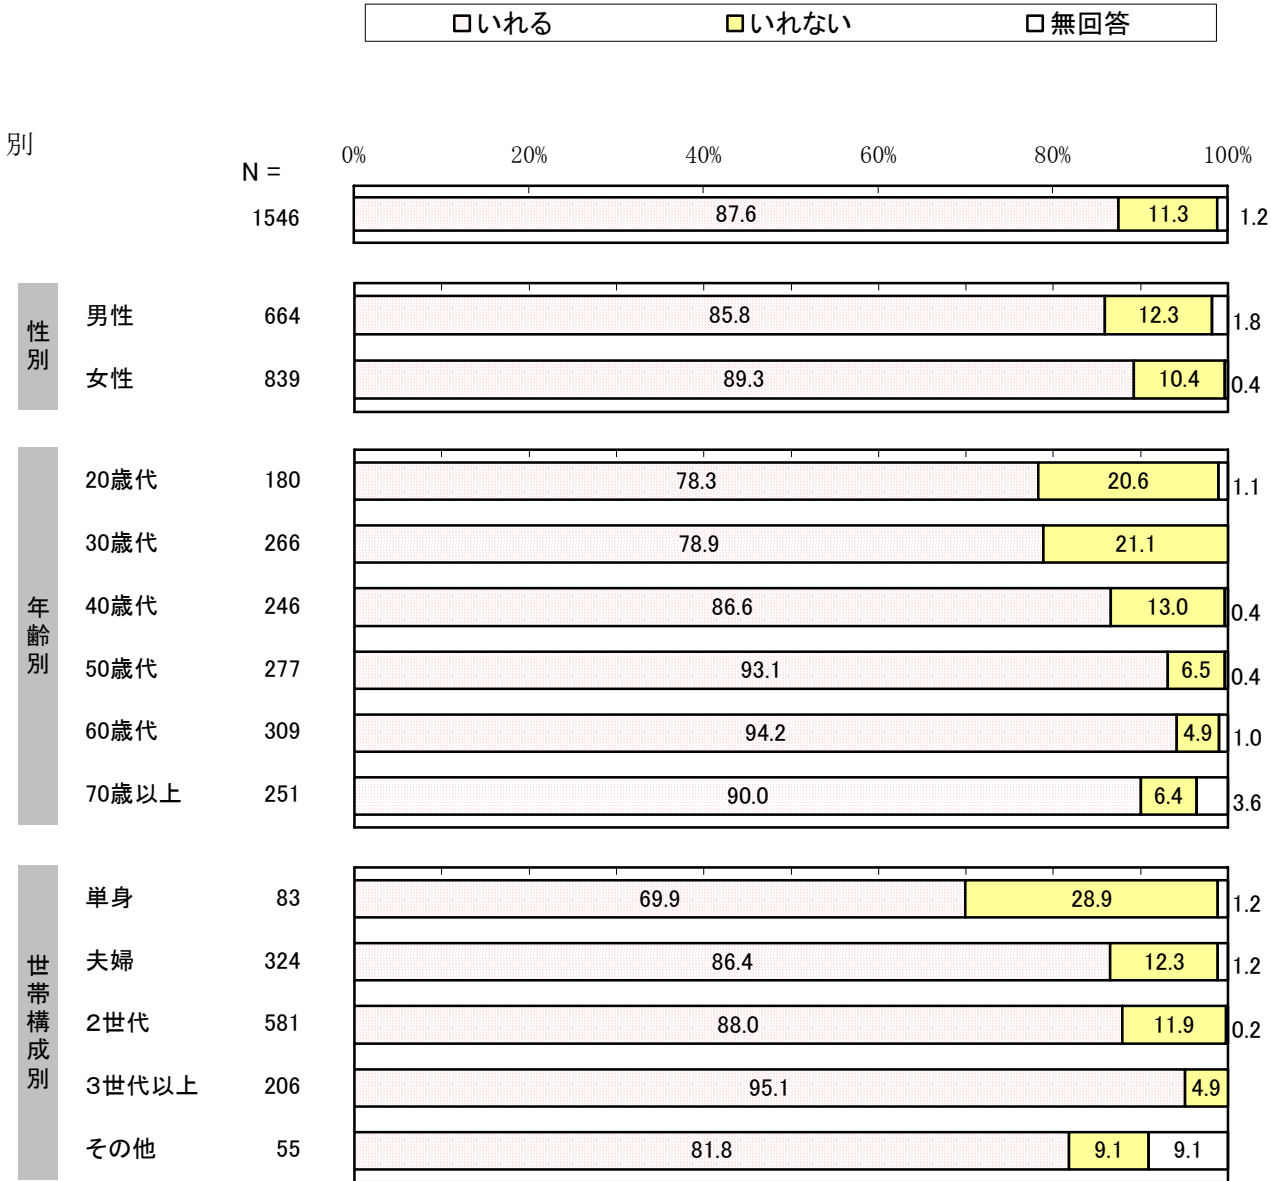 いれる いれない 無回答
別
N = 0% 20% 40% 60% 80% 100%
1546 87.6 11.3 1.2
性別
男性 664 85.8 12.3 1.8
女性 839 89.3 10.4 0.4
年齢別
20歳代 180 78.3 20.6 1.1
30歳代 266 78.9 21.1
40歳代 246 86.6 13.0 0.4
50歳代 277 93.1 6.5 0.4
60歳代 309 94.2 4.9 1.0
70歳以上 251 90.0 6.4 3.6
世帯構成別
単身 83 69.9 28.9 1.2
夫婦 324 86.4 12.3 1.2
２世代 581 88.0 11.9 0.2
３世代以上 206 95.1 4.9
その他 55 81.8 9.1 9.1